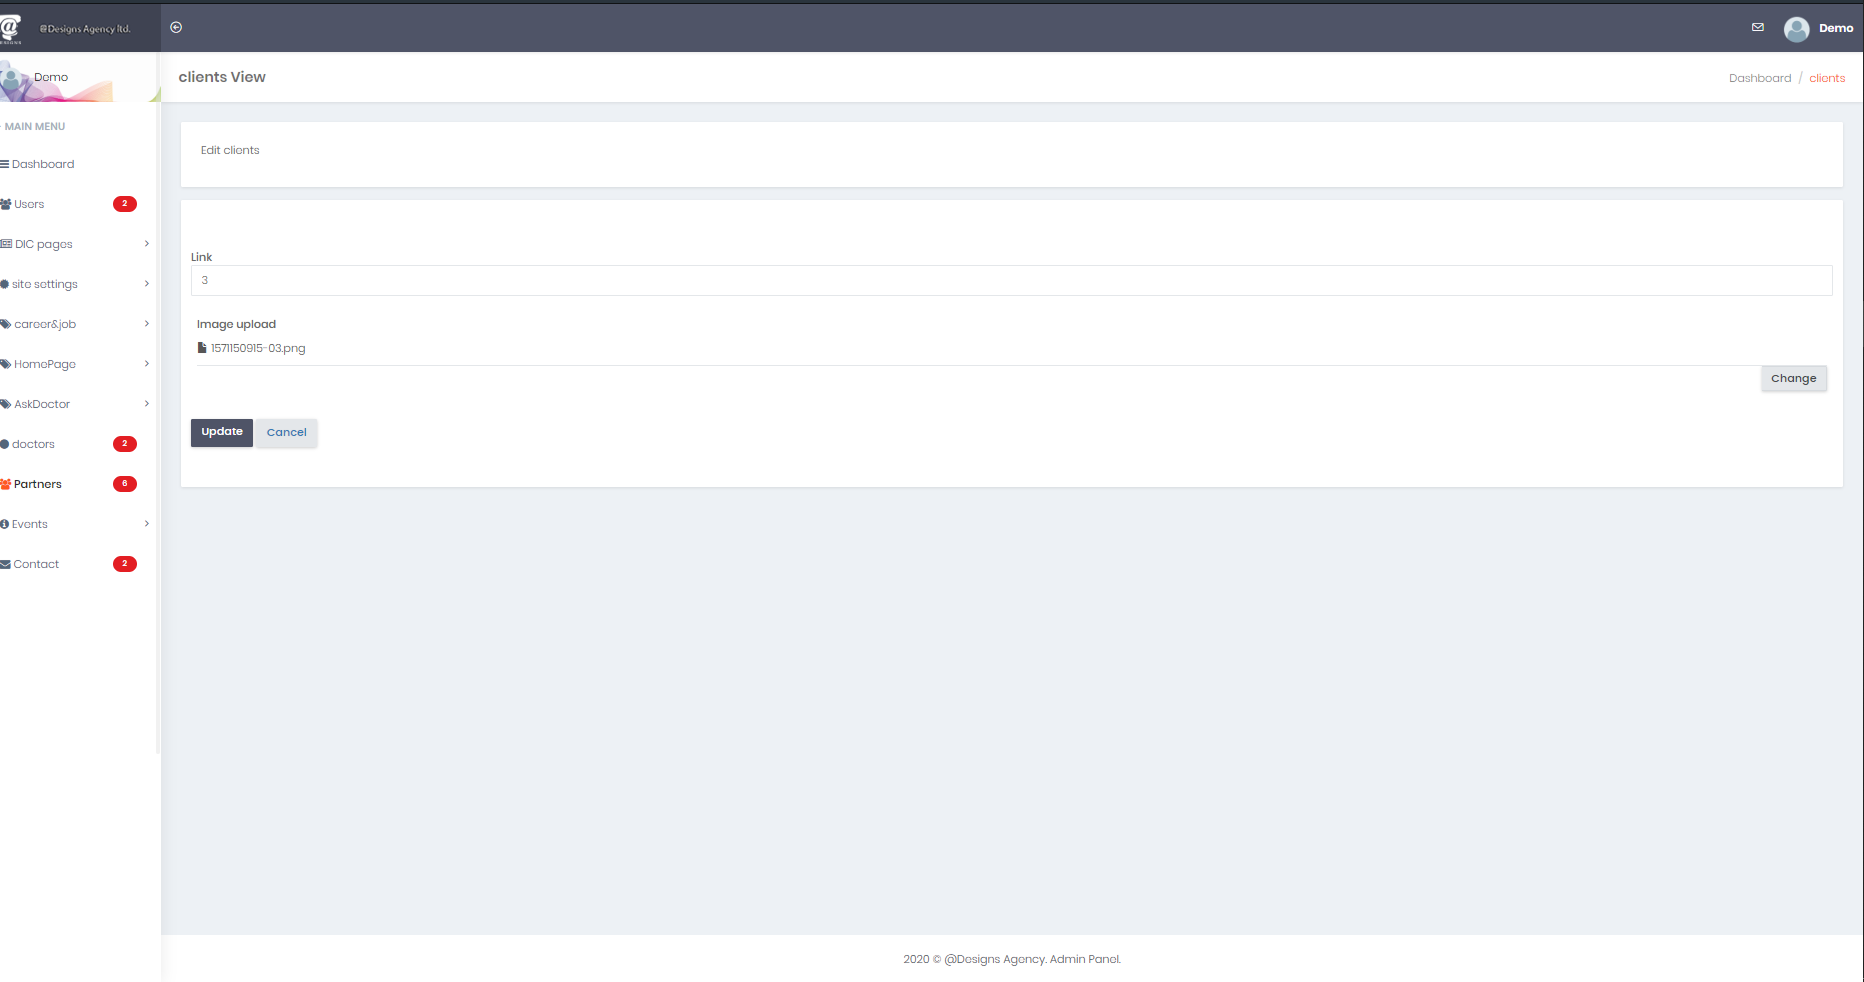 @Designs Agency ltd.
Demo
Demo
clients View
Dashboard / clients
MAIN MENU
Dashboard
Users 2
DIC pages
site settings
career&job
HomePage
AskDoctor
doctors 2
Partners 6
Events
Contact 2
Edit clients
Link
3
Image upload
1571150915-03.png
Change
Update Cancel
2020 © @Designs Agency. Admin Panel.